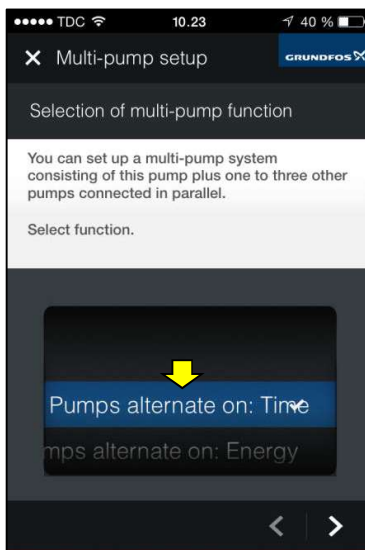 TDC 10.23 40 %
Multi-pump setup GRUNDFOS
Selection of multi-pump function
You can set up a multi-pump system
consisting of this pump plus one to three other
pumps connected in parallel.
Select function.
Pumps alternate on: Time
mps alternate on: Energy